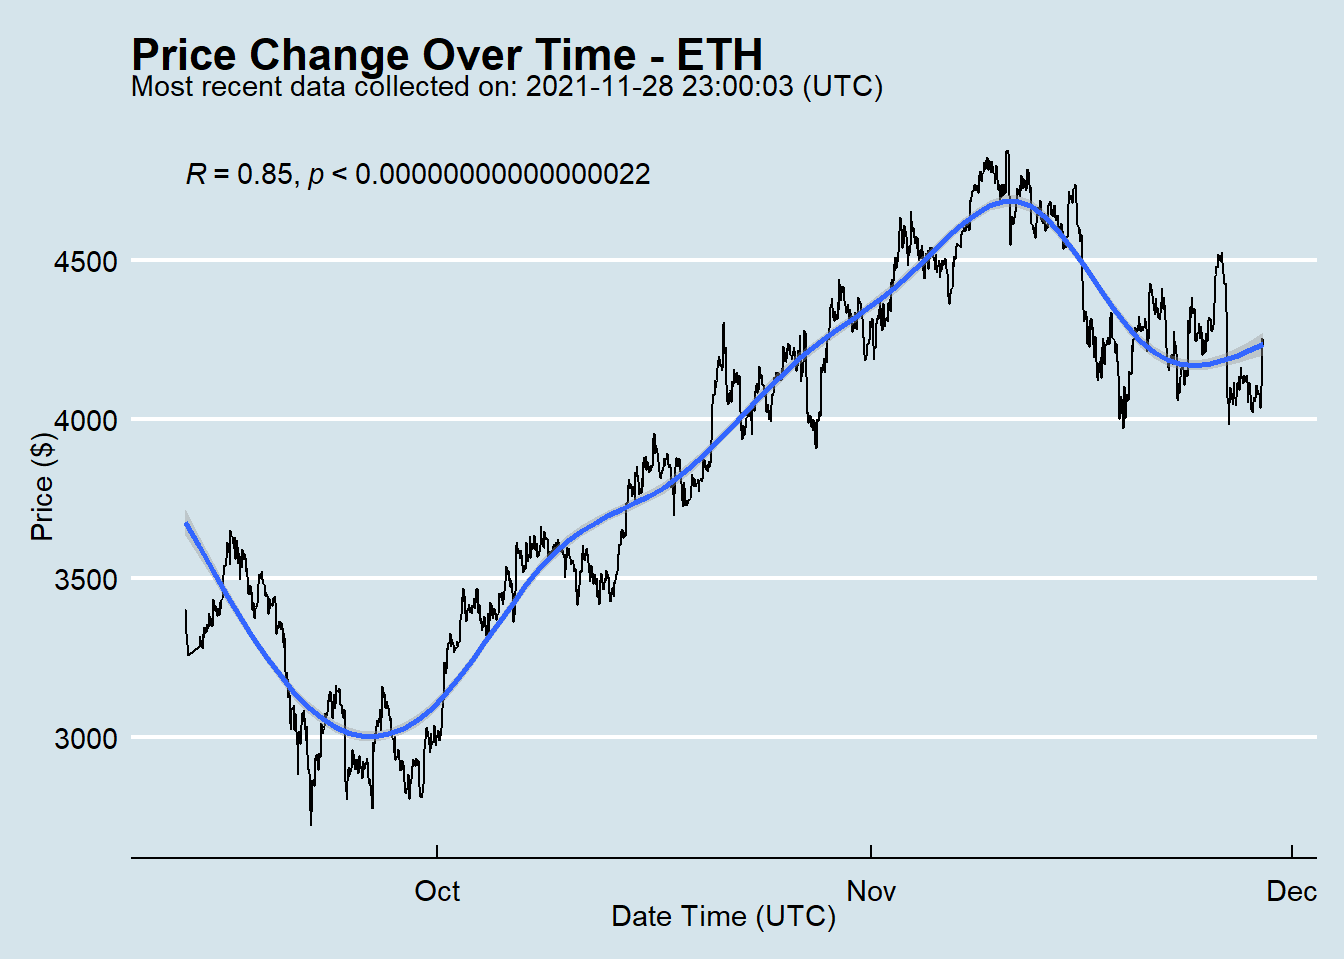 Price Change Over Time - ETH
Most recent data collected on: 2021-11-28 23:00:03 (UTC)
R = 0.85, p < 0.00000000000000022
Price ($)
4500
4000
3500
3000
Oct
Nov
Dec
Date Time (UTC)